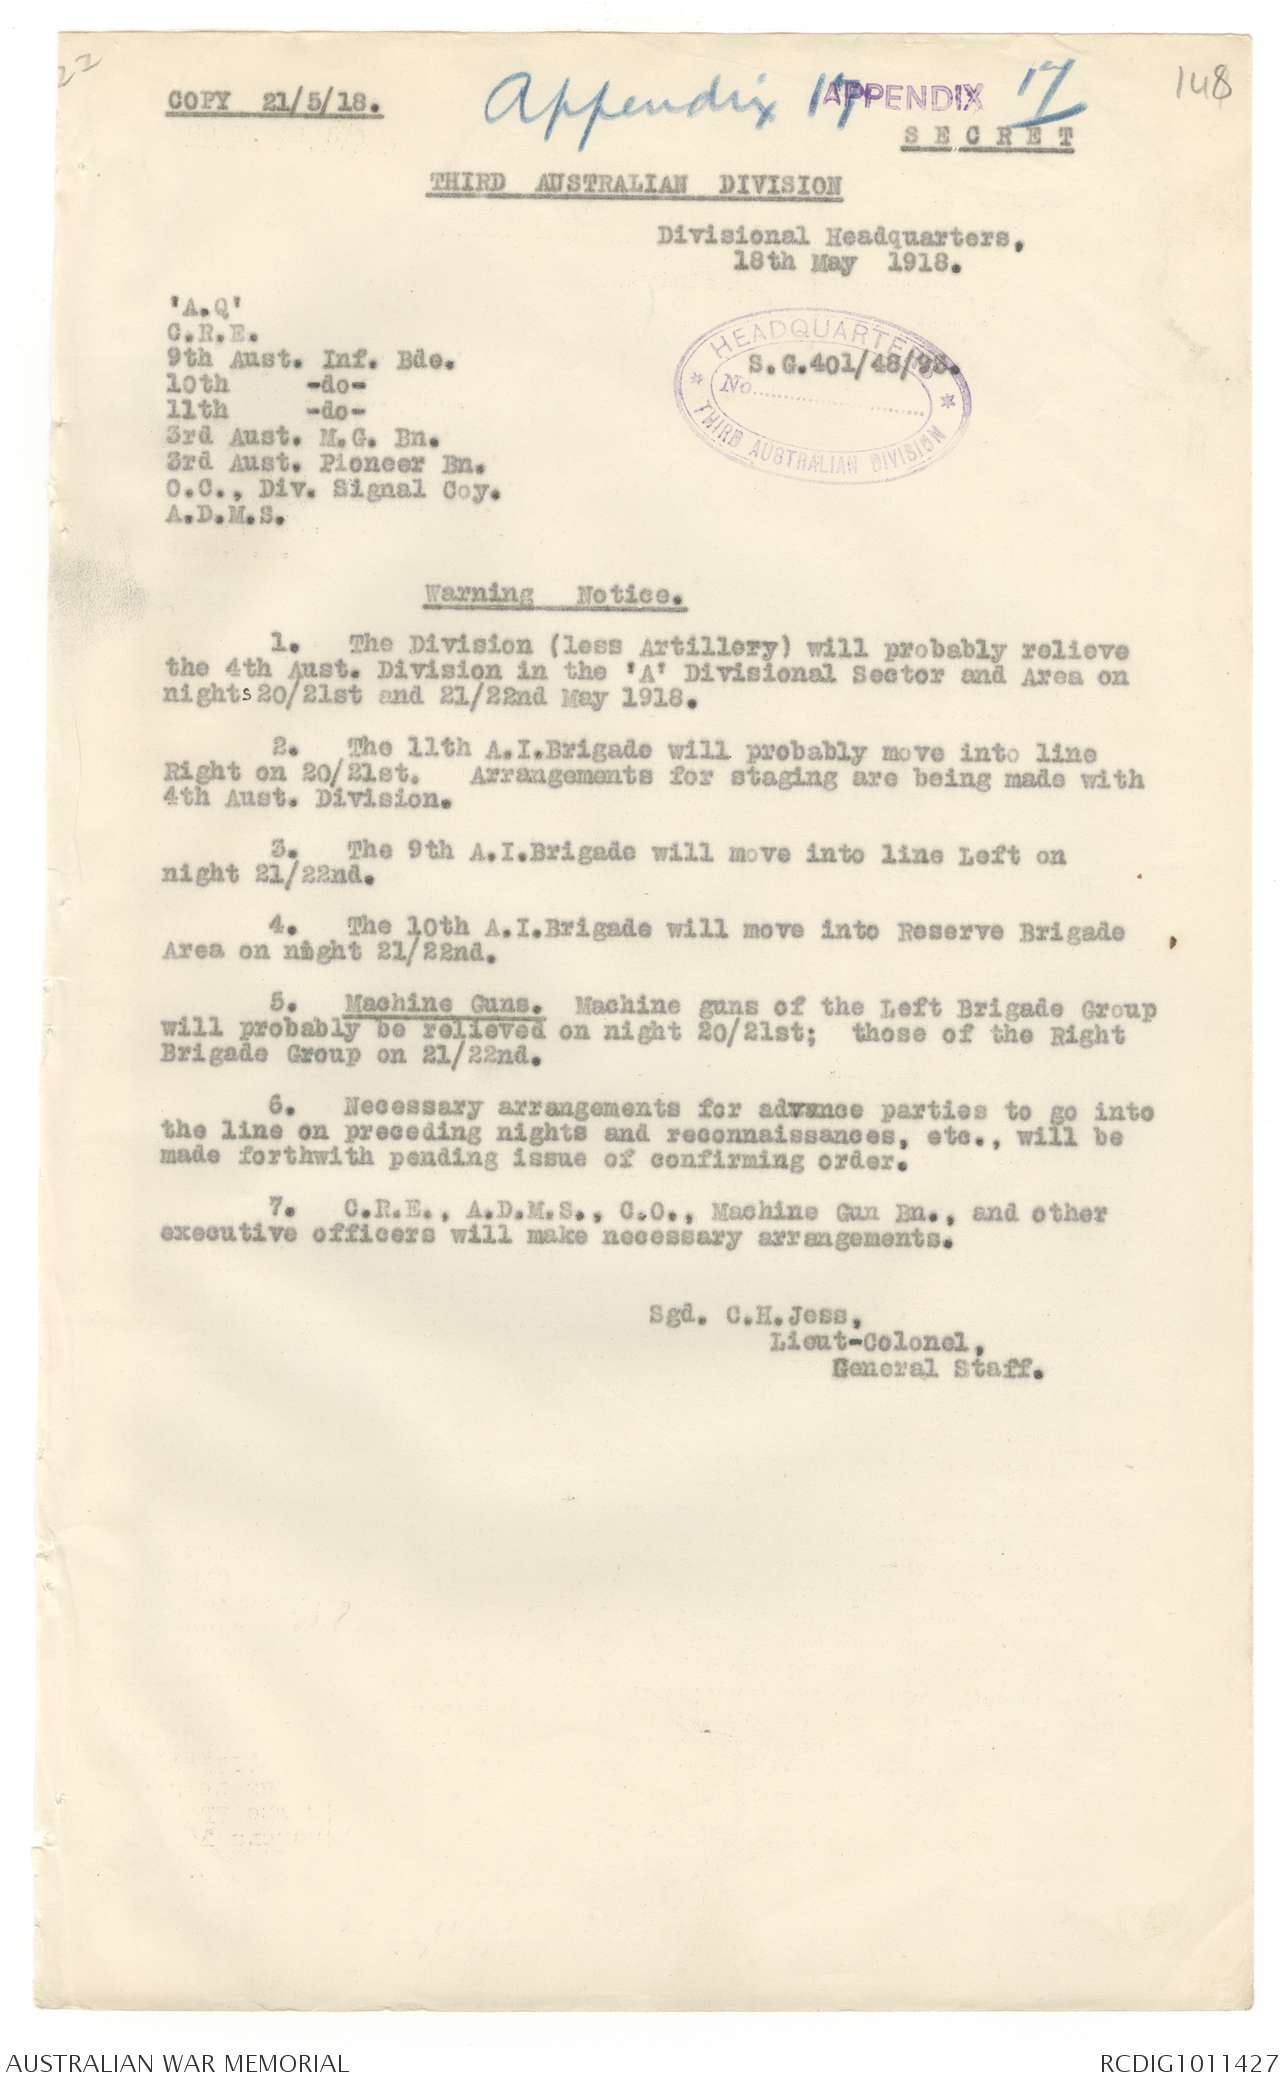 22
148
COPY 21/5/18.
Appendix 17
APPENDIX 17
SECRET
THIRD AUSTRALIAN DIVISION
Divisional Headquarters,
18th May 1918.
'A.Q'
C.R.E.
9th Aust. Inf. Bde.
10th -do-
11th -do-
3rd Aust. M.G. Bn.
3rd Aust. Pioneer Bn.
O.C., Div. Signal Coy.
A.D.M.S.
HEADQUARTERS
S.G.401/48/93.
No.
THIRD AUSTRALIAN DIVISION
Warning Notice.
1. The Division (less Artillery) will probably relieve
the 4th Aust. Division in the 'A' Divisional Sector and Area on
nights 20/21st and 21/22nd May 1918.
2. The 11th A.I.Brigade will probably move into line
Right on 20/21st. Arrangements for staging are being made with
4th Aust. Division.
3. The 9th A.I.Brigade will move into line Left on
night 21/22nd.
4. The 10th A.I.Brigade will move into Reserve Brigade
Area on night 21/22nd.
5. Machine Guns. Machine guns of the Left Brigade Group
will probably be relieved on night 20/21st; those of the Right
Brigade Group on 21/22nd.
6. Necessary arrangements for advance parties to go into
the line on preceding nights and reconnaissances, etc., will be
made forthwith pending issue of confirming order.
7. C.R.E., A.D.M.S., C.O., Machine Gun Bn., and other
executive officers will make necessary arrangements.
Sgd. C.H.Jess,
Lieut-Colonel,
General Staff.
AUSTRALIAN WAR MEMORIAL
RCDIG1011427